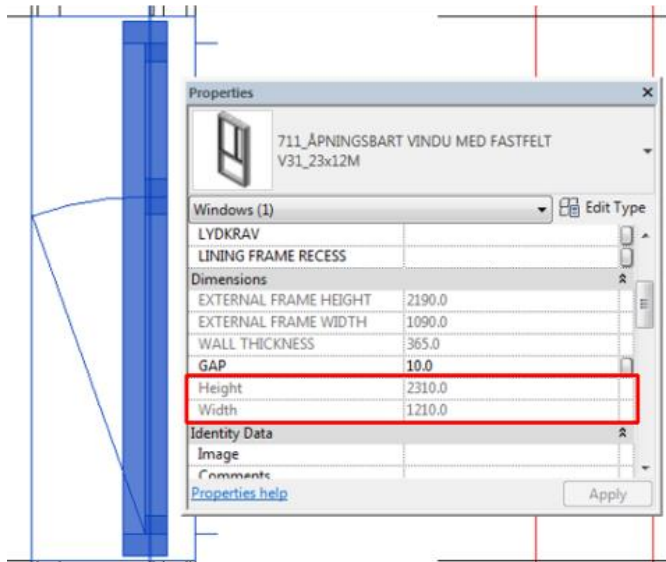 Properties
711_ÅPNINGSBART VINDU MED FASTFELT
V31_23x12M
Windows (1) Edit Type
LYDKRAV
LINING FRAME RECESS
Dimensions
EXTERNAL FRAME HEIGHT 2190.0
EXTERNAL FRAME WIDTH 1090.0
WALL THICKNESS 365.0
GAP 10.0
Height 2310.0
Width 1210.0
Identity Data
Image
Comments
Properties help Apply